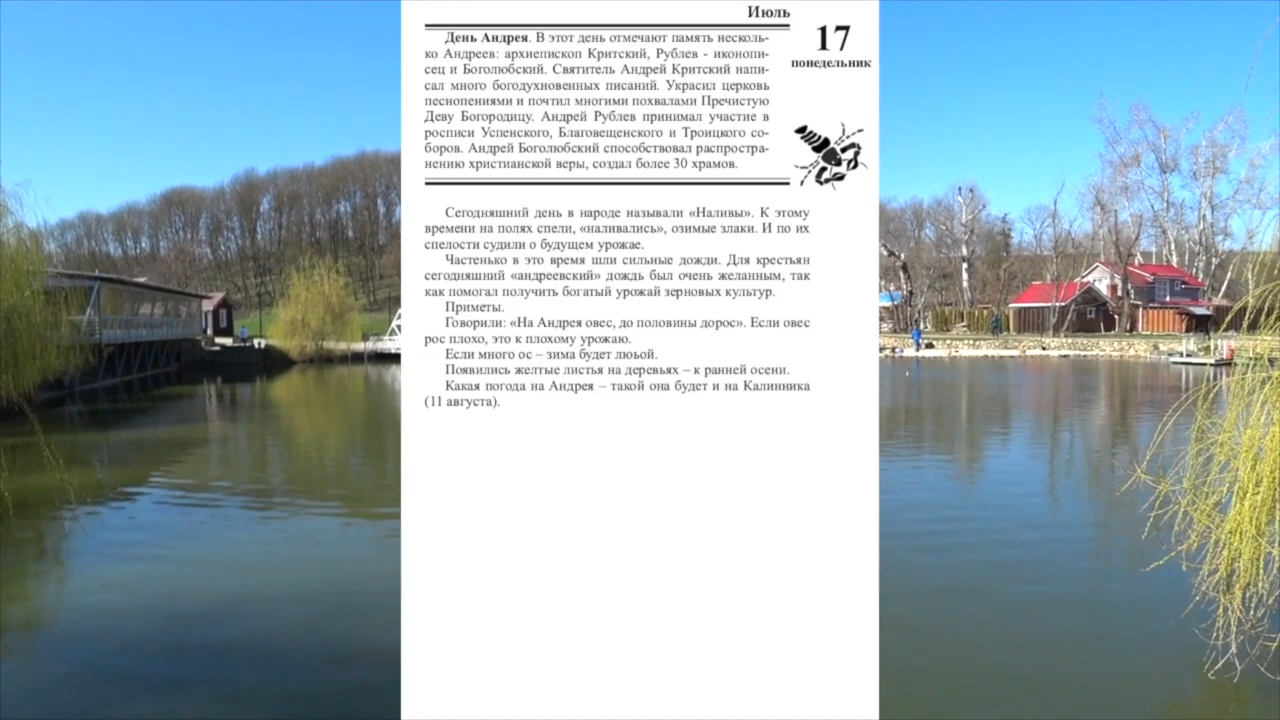 Июль
17
понедельник
День Андрея. В этот день отмечают память несколь-
ко Андреев: архиепископ Критский, Рублев - иконопи-
сец и Боголюбский. Святитель Андрей Критский напи-
сал много богодухновенных писаний. Украсил церковь
песнопениями и почтил многими похвалами Пречистую
Деву Богородицу. Андрей Рублев принимал участие в
росписи Успенского, Благовещенского и Троицкого со-
боров. Андрей Боголюбский способствовал распростра-
нению христианской веры, создал более 30 храмов.
Сегодняшний день в народе называли «Наливы». К этому
времени на полях спели, «наливались», озимые злаки. И по их
спелости судили о будущем урожае.
Частенько в это время шли сильные дожди. Для крестьян
сегодняшний «андреевский» дождь был очень желанным, так
как помогал получить богатый урожай зерновых культур.
Приметы.
Говорили: «На Андрея овес, до половины дорос». Если овес
рос плохо, это к плохому урожаю.
Если много ос – зима будет люьой.
Появились желтые листья на деревьях – к ранней осени.
Какая погода на Андрея – такой она будет и на Калинника
(11 августа).